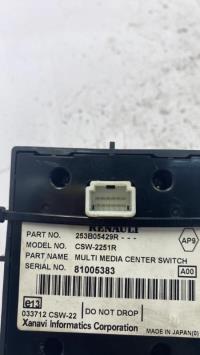 RENAULT
PART NO. 253B05429R - - -
AP9
MODEL NO. CSW-2251R
PART NAME MULTI MEDIA CENTER SWITCH
SERIAL NO. 81005383
A00
e13
DO NOT DROP
033712 CSW-22
Xanavi Informatics Corporation
MADE IN JAPAN(D)